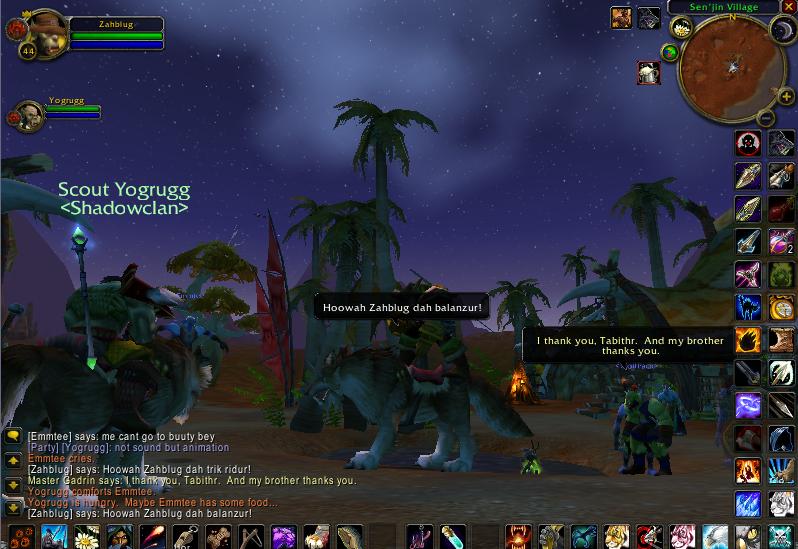 Zahblug
44
Yogrugg
Sen'jin Village
N
Scout Yogrugg
<Shadowclan>
Hoowah Zahblug dah balanzur!
I thank you, Tabithr. And my brother
thanks you.
2
[Emmtee] says: me cant go to buuty bey
[Party] [Yogrugg]: not sound but animation
Emmtee cries.
[Zahblug] says: Hoowah Zahblug dah trik ridur!
Master Gadrin says: I thank you, Tabithr. And my brother thanks you.
Yogrugg comforts Emmtee.
Yogrugg is hungry. Maybe Emmtee has some food...
[Zahblug] says: Hoowah Zahblug dah balanzur!